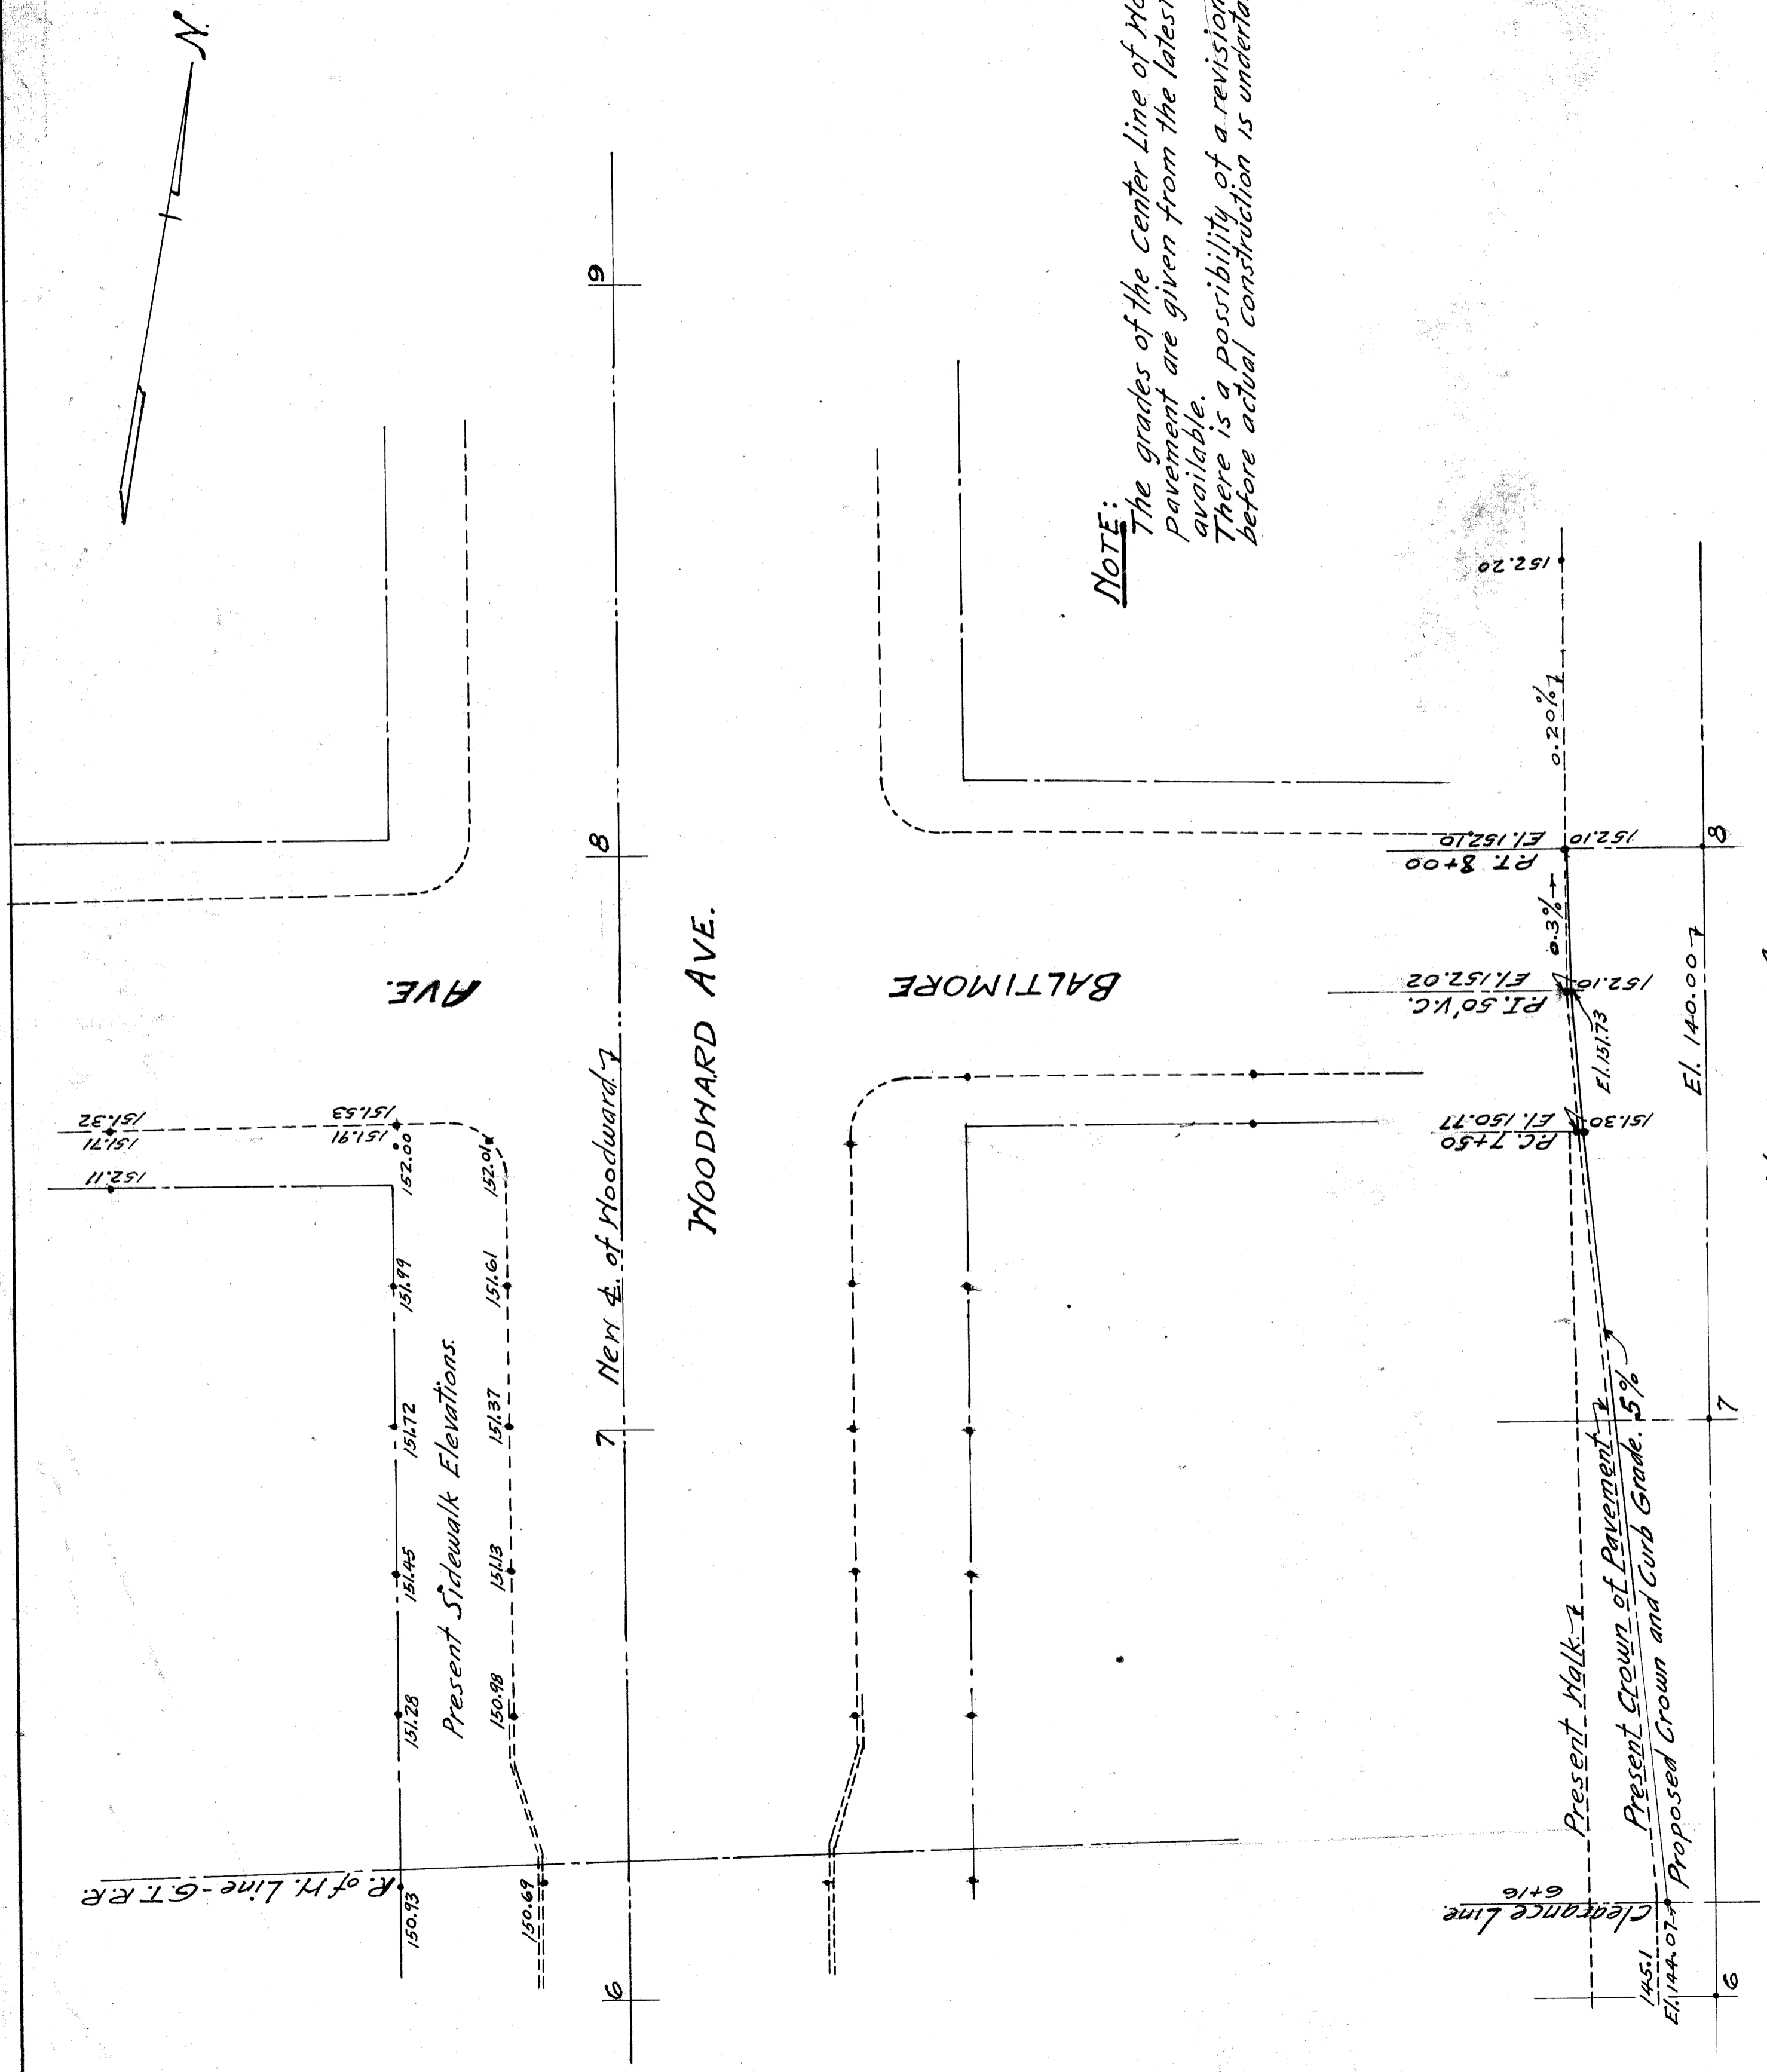 N.
9
8
AVE.
BALTIMORE
WOODWARD AVE.
New ℄. of Woodward.
7
6
NOTE:
The grades of the Center Line of
pavement are given from the latest
available.
There is a possibility of a revision
before actual construction is
151.32
151.71
152.11
151.53
151.91
152.00
152.01
151.99
151.61
151.72
151.37
Present Sidewalk Elevations.
151.45
151.13
151.28
150.98
R. of W. Line - G.T. R.R.
150.93
150.69
152.20
0.20%
P.T. 8+00
El. 152.10
152.10
0.3%
P.I. 50' V.C.
El. 152.02
152.10
El. 151.73
P.C. 7+50
El. 150.77
151.30
El. 140.00
8
7
Present Walk.
Present Crown of Pavement
Proposed Crown and Curb Grade. 5%
Clearance Line
6+16
145.1
El. 144.07
6